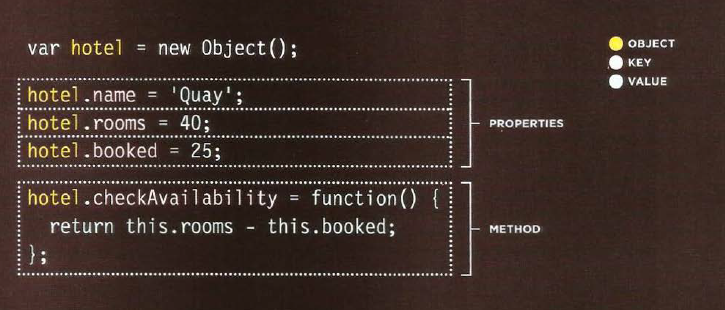 var hotel = new Object();
OBJECT
KEY
VALUE
hotel.name = 'Quay';
hotel.rooms = 40;
hotel.booked = 25;
PROPERTIES
hotel.checkAvailability = function() {
return this.rooms - this.booked;
};
METHOD